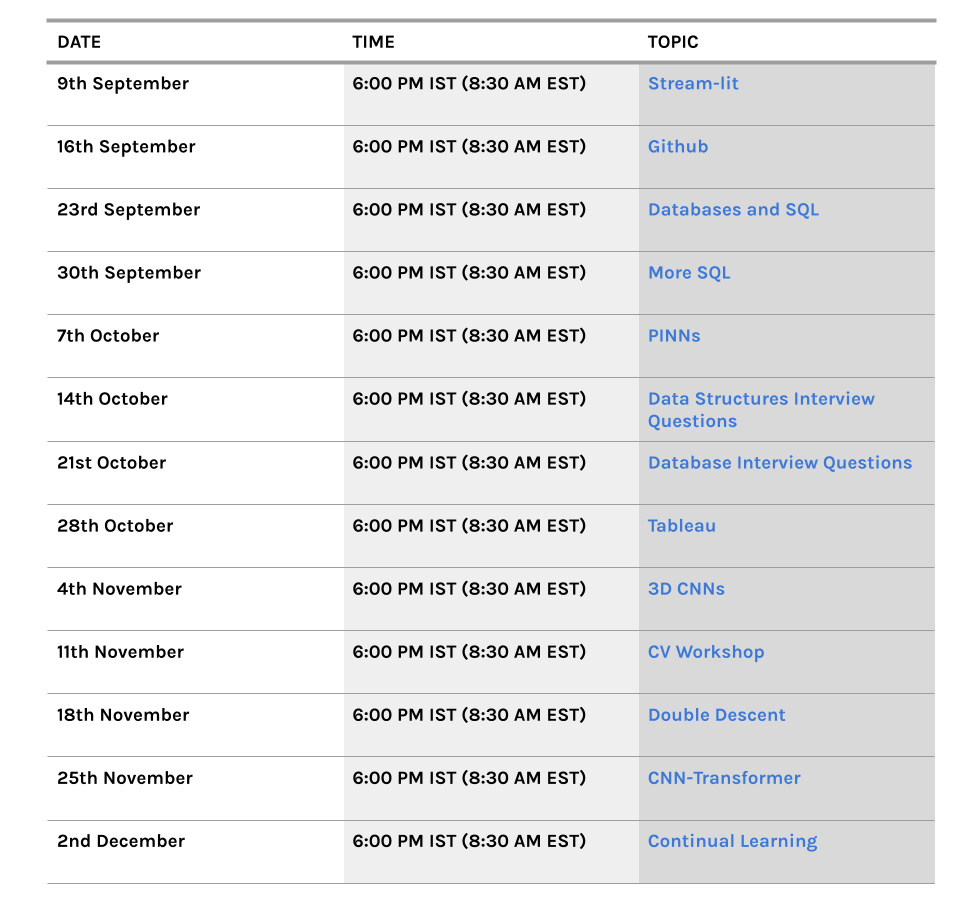 DATE TIME TOPIC
9th September 6:00 PM IST (8:30 AM EST) Stream-lit
16th September 6:00 PM IST (8:30 AM EST) Github
23rd September 6:00 PM IST (8:30 AM EST) Databases and SQL
30th September 6:00 PM IST (8:30 AM EST) More SQL
7th October 6:00 PM IST (8:30 AM EST) PINNs
14th October 6:00 PM IST (8:30 AM EST) Data Structures Interview
Questions
21st October 6:00 PM IST (8:30 AM EST) Database Interview Questions
28th October 6:00 PM IST (8:30 AM EST) Tableau
4th November 6:00 PM IST (8:30 AM EST) 3D CNNs
11th November 6:00 PM IST (8:30 AM EST) CV Workshop
18th November 6:00 PM IST (8:30 AM EST) Double Descent
25th November 6:00 PM IST (8:30 AM EST) CNN-Transformer
2nd December 6:00 PM IST (8:30 AM EST) Continual Learning